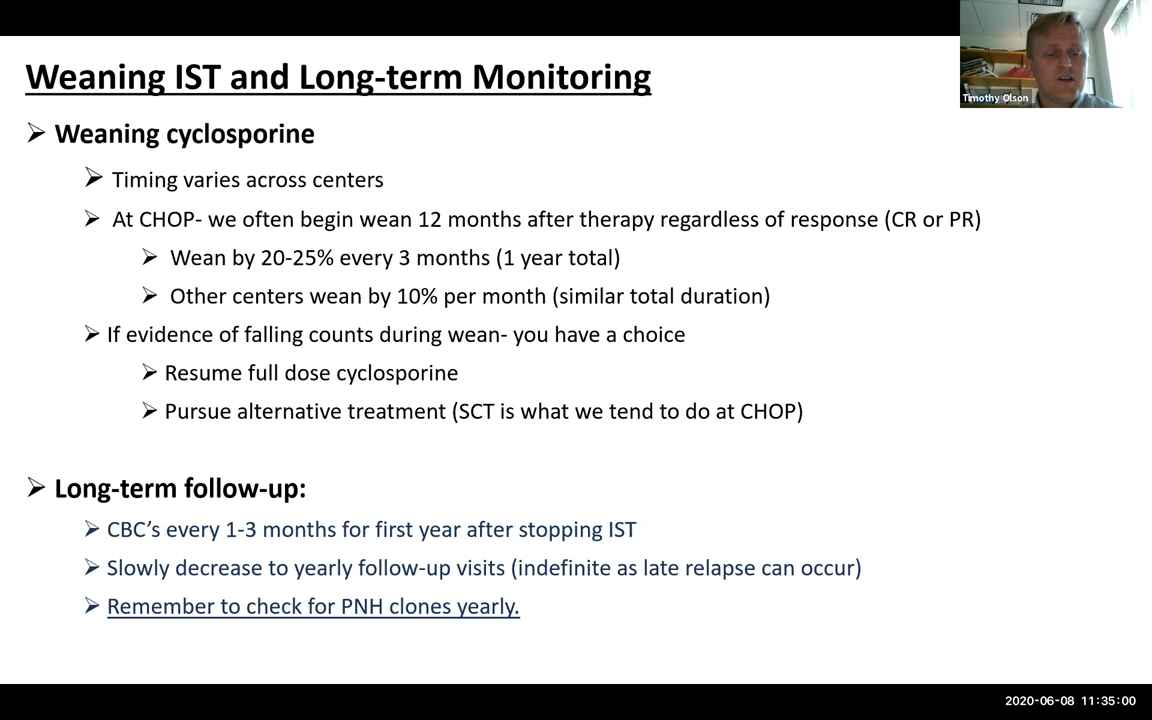 Timothy Olson
Weaning IST and Long-term Monitoring
➢ Weaning cyclosporine
➢ Timing varies across centers
➢ At CHOP- we often begin wean 12 months after therapy regardless of response (CR or PR)
➢ Wean by 20-25% every 3 months (1 year total)
➢ Other centers wean by 10% per month (similar total duration)
➢ If evidence of falling counts during wean- you have a choice
➢ Resume full dose cyclosporine
➢ Pursue alternative treatment (SCT is what we tend to do at CHOP)
➢ Long-term follow-up:
➢ CBC’s every 1-3 months for first year after stopping IST
➢ Slowly decrease to yearly follow-up visits (indefinite as late relapse can occur)
➢ Remember to check for PNH clones yearly.
2020-06-08 11:35:00